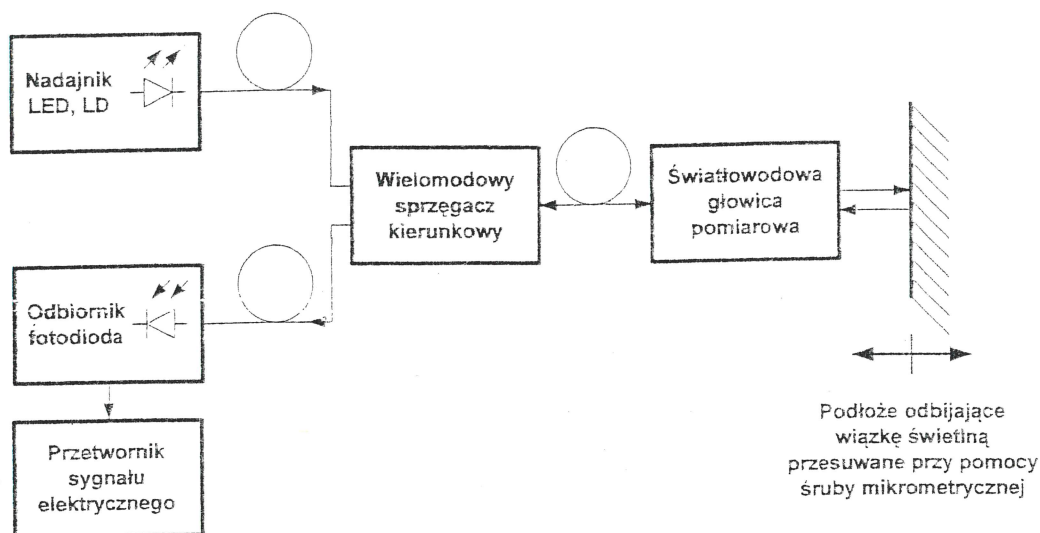 Nadajnik
LED, LD
Wielomodowy
sprzęgacz
kierunkowy
Światłowodowa
głowica
pomiarowa
Odbiornik
fotodioda
Przetwornik
sygnału
elektrycznego
Podłoże odbijające
wiązkę świetlną
przesuwane przy pomocy
śruby mikrometrycznej